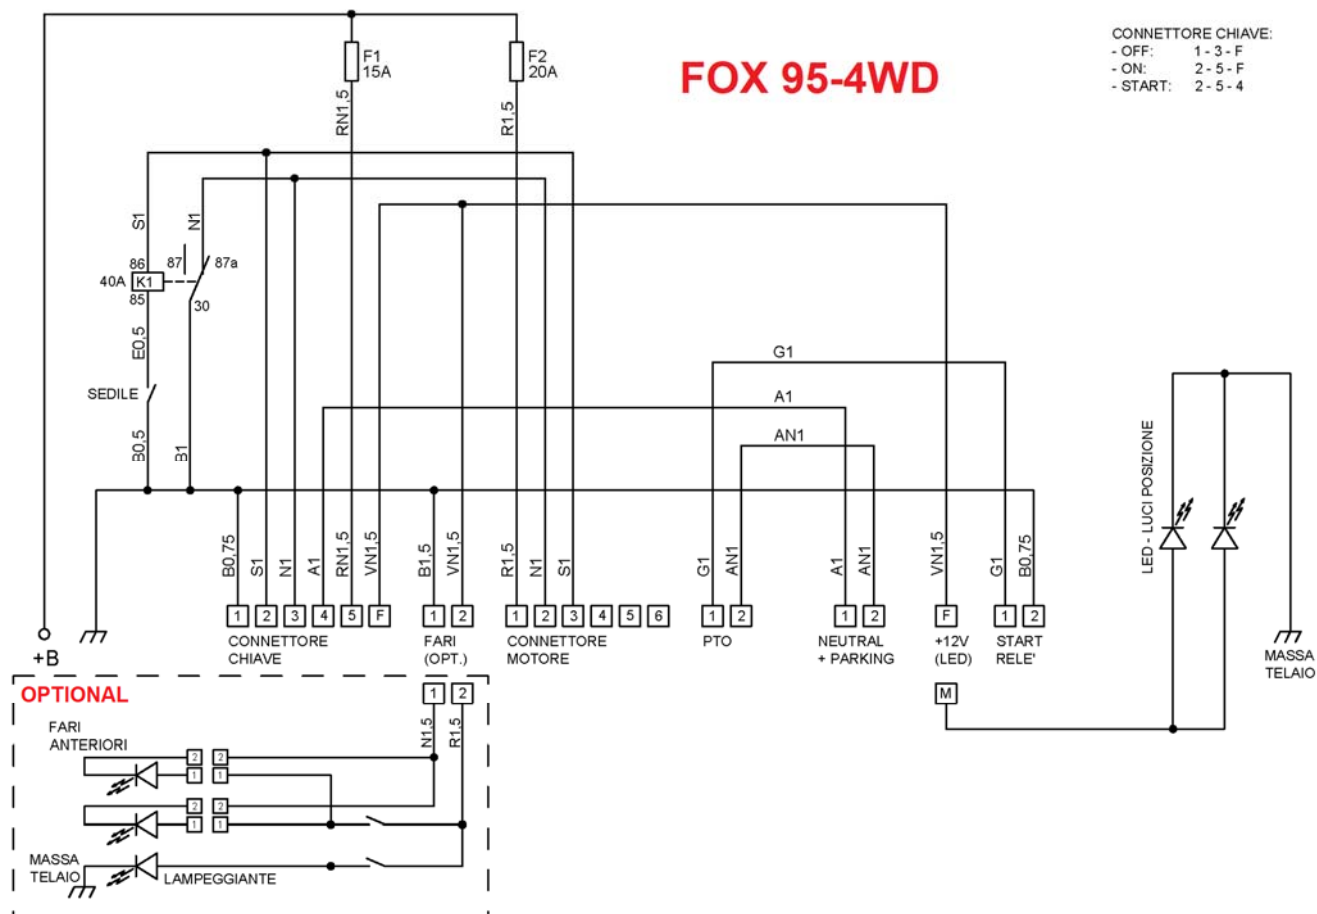 FOX 95-4WD
CONNETTORE CHIAVE:
- OFF: 1 - 3 - F
- ON: 2 - 5 - F
- START: 2 - 5 - 4
F1
15A
F2
20A
RN1,5
R1,5
S1
N1
86
87
87a
40A
K1
85
30
E0,5
SEDILE
B0,5
B1
G1
A1
AN1
LED - LUCI POSIZIONE
B0,75
S1
N1
A1
RN1,5
VN1,5
B1,5
VN1,5
R1,5
N1
S1
G1
AN1
A1
AN1
VN1,5
G1
B0,75
1 2 3 4 5 F
1 2
1 2 3 4 5 6
1 2
1 2
F
1 2
CONNETTORE
CHIAVE
FARI
(OPT.)
CONNETTORE
MOTORE
PTO
NEUTRAL
+ PARKING
+12V
(LED)
START
RELE'
MASSA
TELAIO
+B
M
OPTIONAL
1 2
N1,5
R1,5
FARI
ANTERIORI
2 2
1 1
2 2
1 1
MASSA
TELAIO
LAMPEGGIANTE